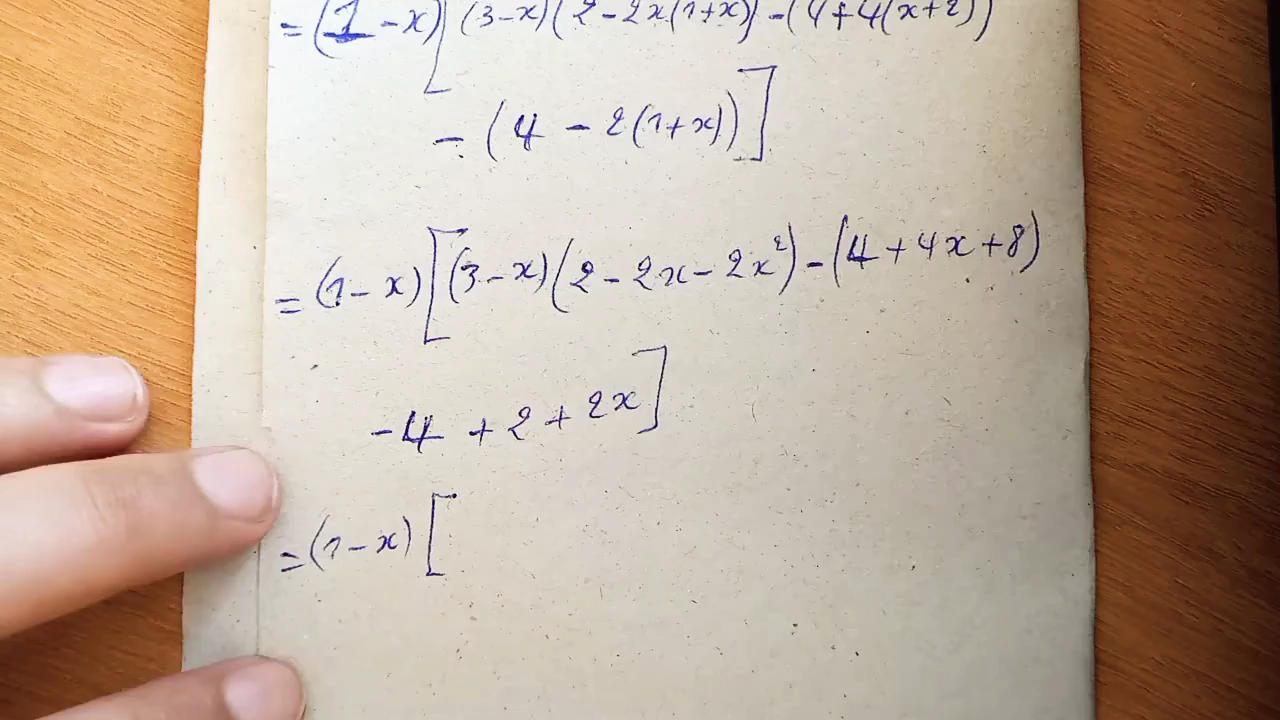 = (1 - x) [ (3-x)(2 - 2x(1+x)) - (4 + 4(x+2))
- (4 - 2(1+x)) ]
= (1 - x) [ (3 - x)(2 - 2x - 2x²) - (4 + 4x + 8)
- 4 + 2 + 2x ]
= (1 - x) [